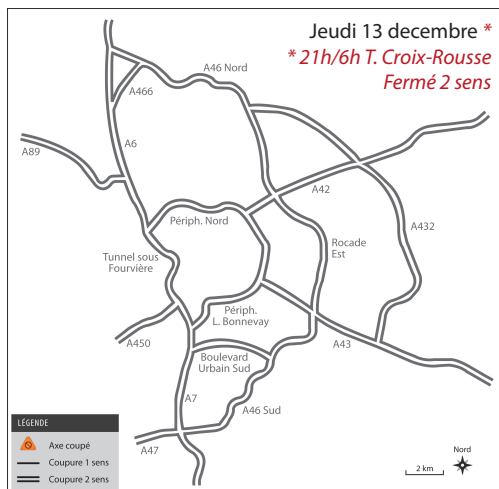 Jeudi 13 decembre *
* 21h/6h T. Croix-Rousse
Fermé 2 sens
A46 Nord
A466
A6
A89
A42
Périph. Nord
A432
Rocade
Est
Tunnel sous
Fourvière
Périph.
L. Bonnevay
A450
A43
Boulevard
Urbain Sud
A7
A46 Sud
A47
LÉGENDE
Axe coupé
Coupure 1 sens
Coupure 2 sens
2 km
Nord